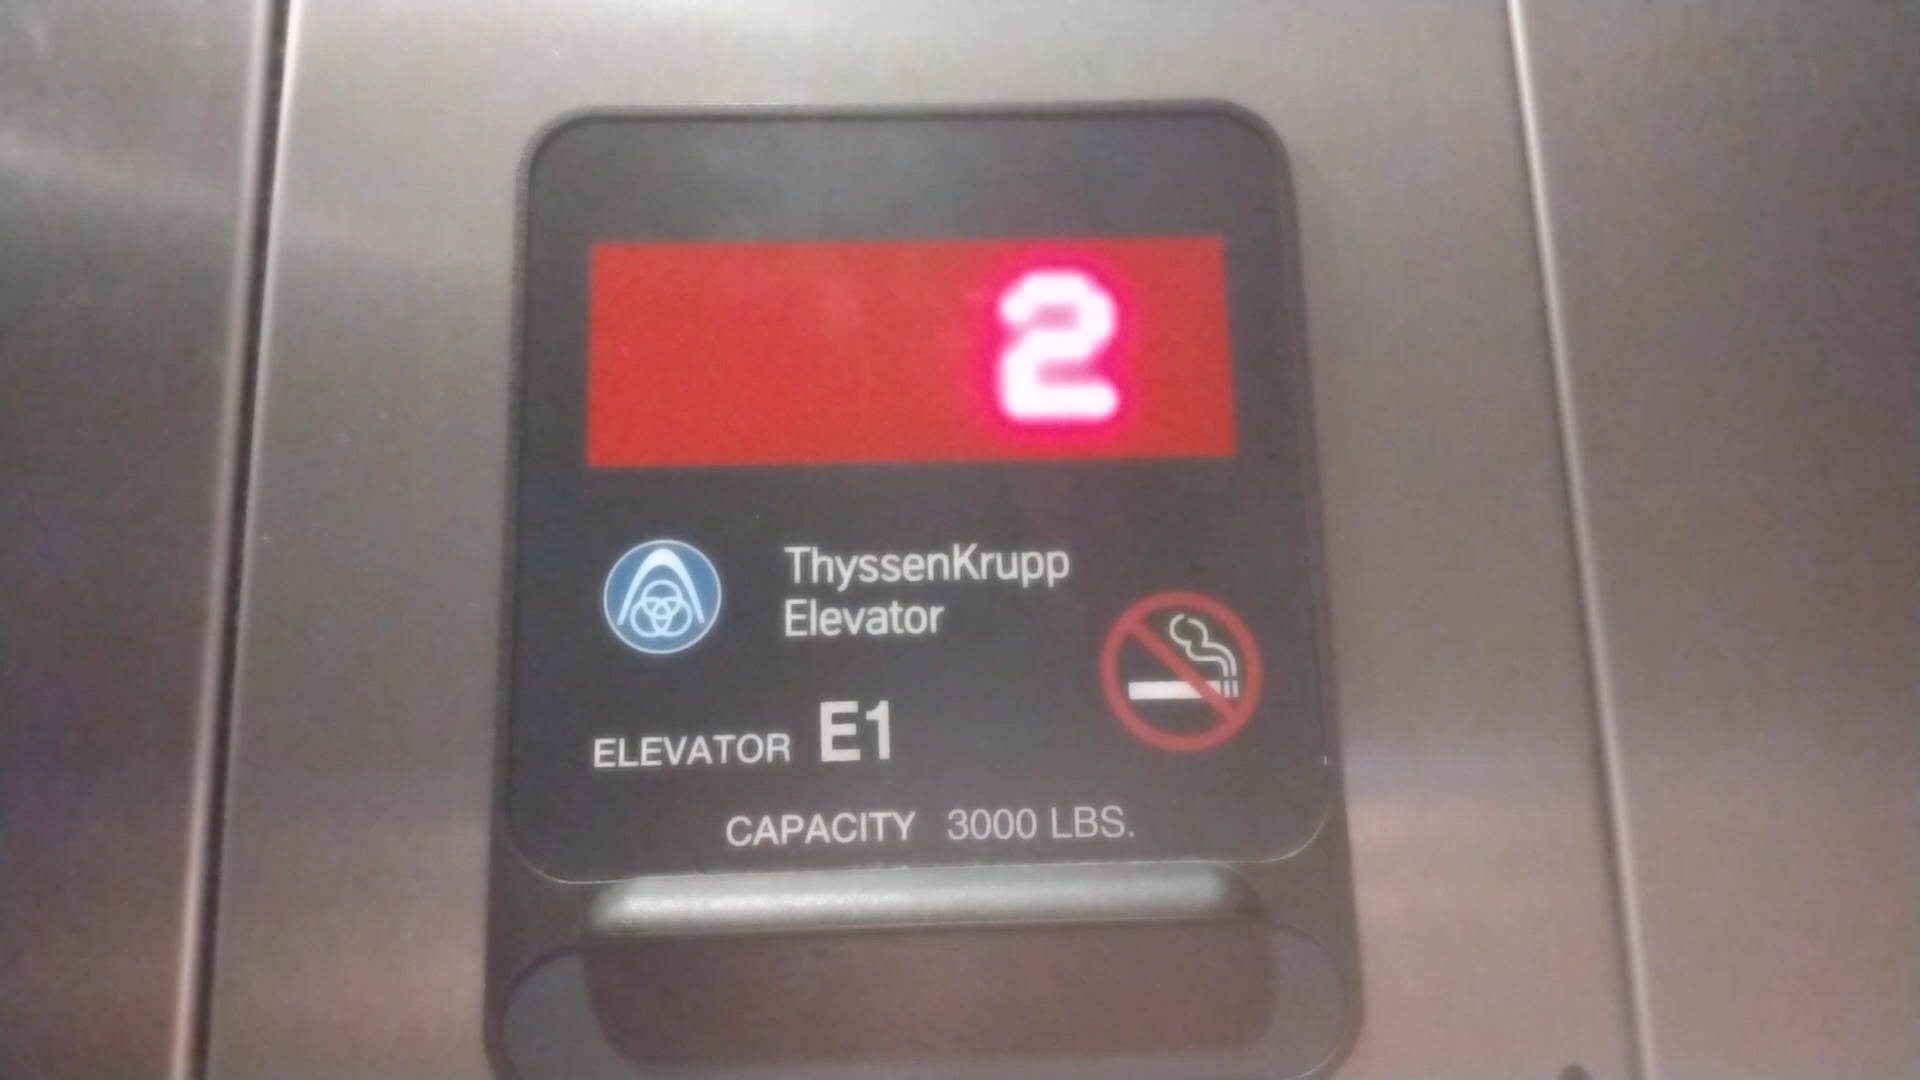 2
ThyssenKrupp
Elevator
ELEVATOR E1
CAPACITY 3000 LBS.